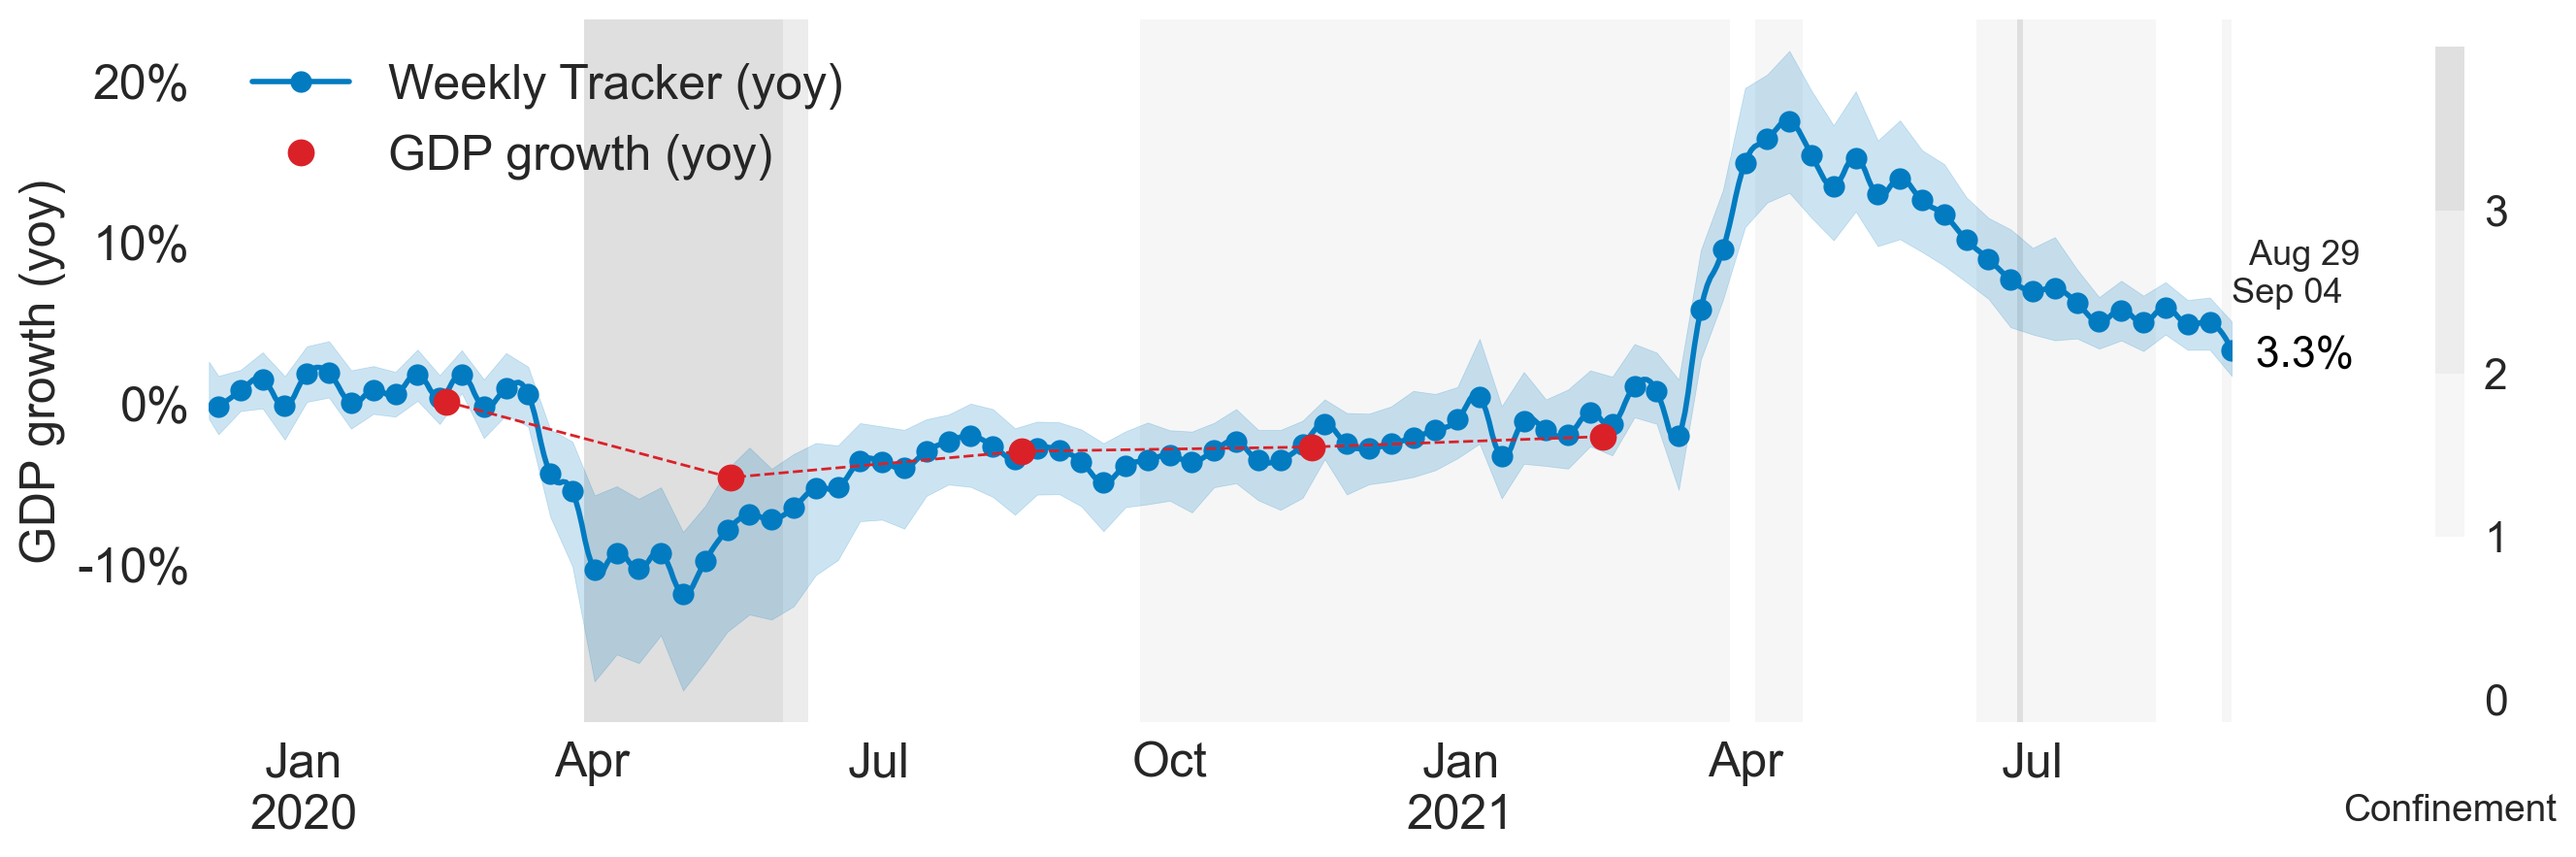 Weekly Tracker (yoy)
GDP growth (yoy)
GDP growth (yoy)
20%
10%
0%
-10%
Jan
2020
Apr
Jul
Oct
Jan
2021
Apr
Jul
Aug 29
Sep 04
3.3%
3
2
1
0
Confinement